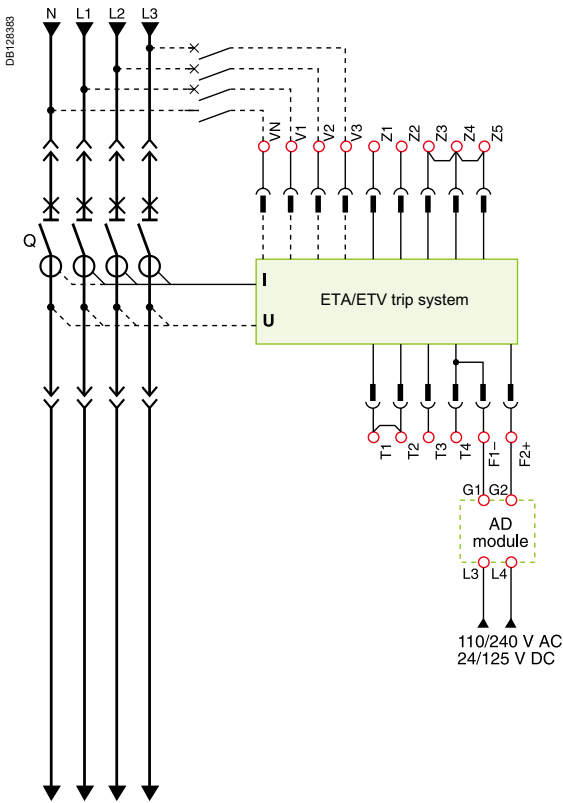 DB128383
N L1 L2 L3
VN V1 V2 V3 Z1 Z2 Z3 Z4 Z5
Q
I
ETA/ETV trip system
U
T1 T2 T3 T4 F1− F2+
G1 G2
AD
module
L3 L4
110/240 V AC
24/125 V DC